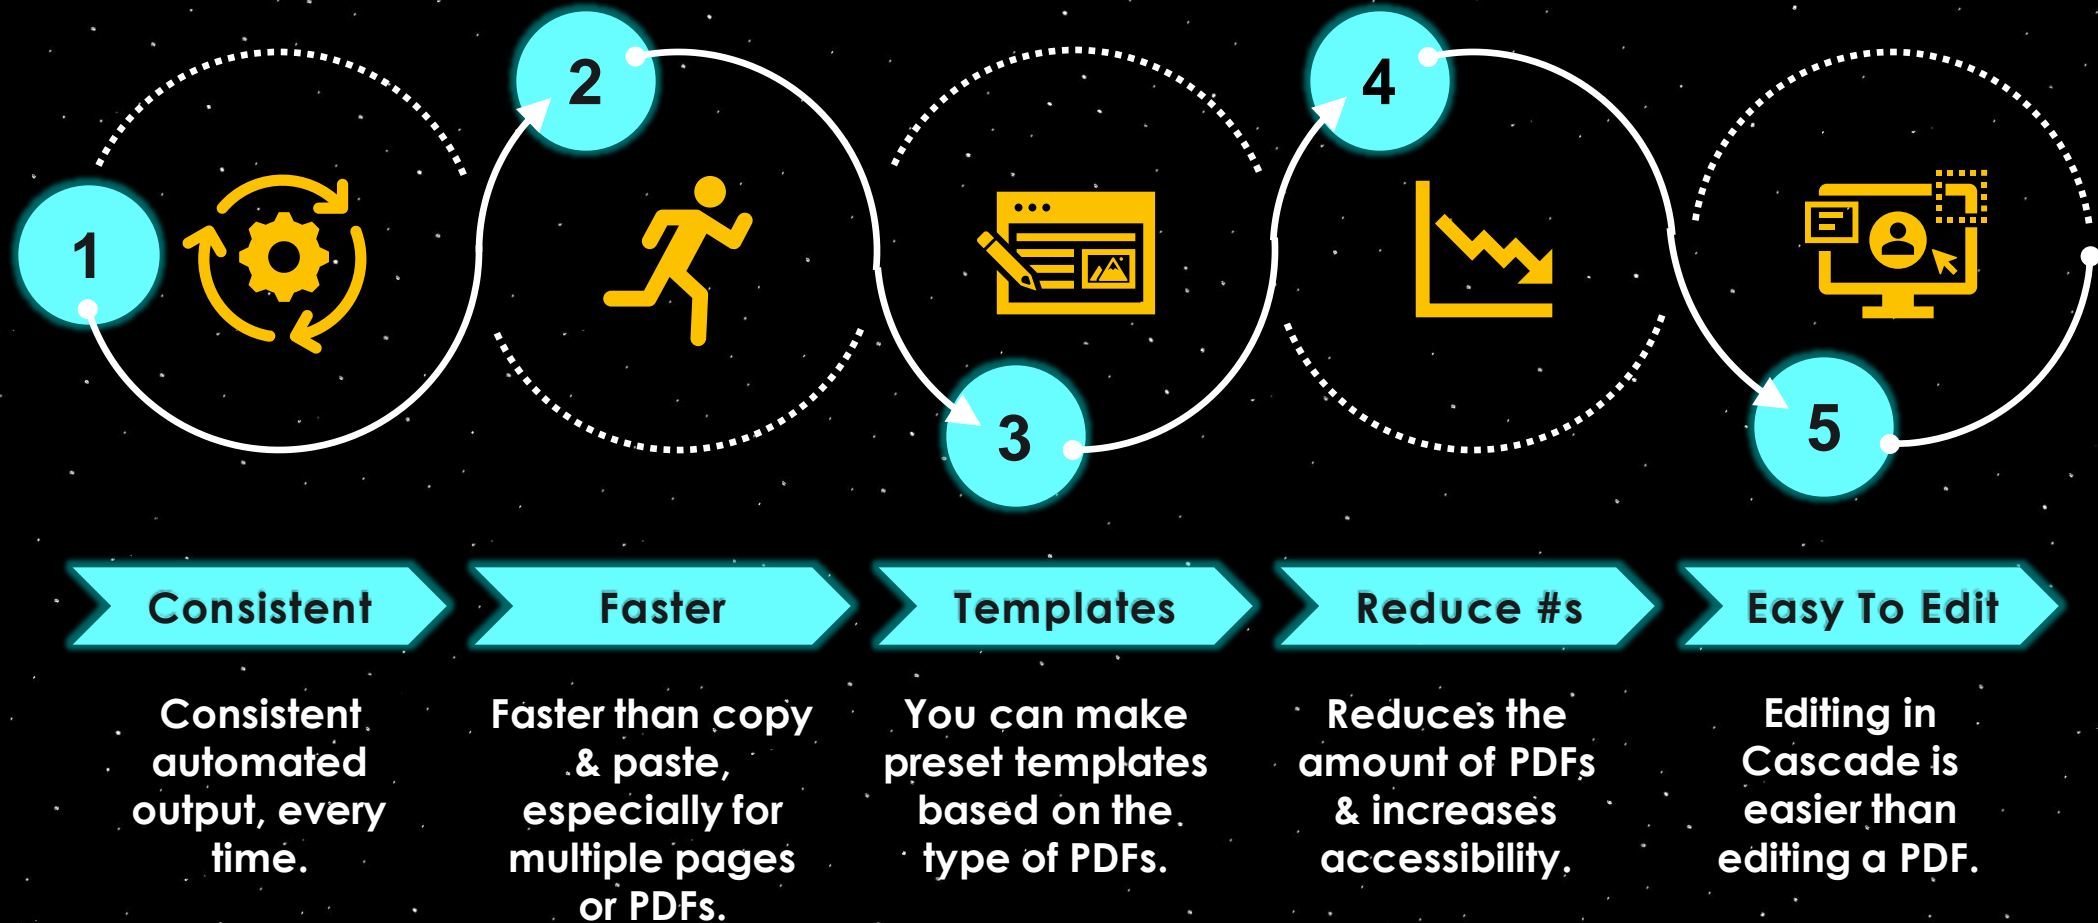 1
2
3
4
5
Consistent
Consistent
automated
output, every
time.
Faster
Faster than copy
& paste,
especially for
multiple pages
or PDFs.
Templates
You can make
preset templates
based on the
type of PDFs.
Reduce #s
Reduces the
amount of PDFs
& increases
accessibility.
Easy To Edit
Editing in
Cascade is
easier than
editing a PDF.